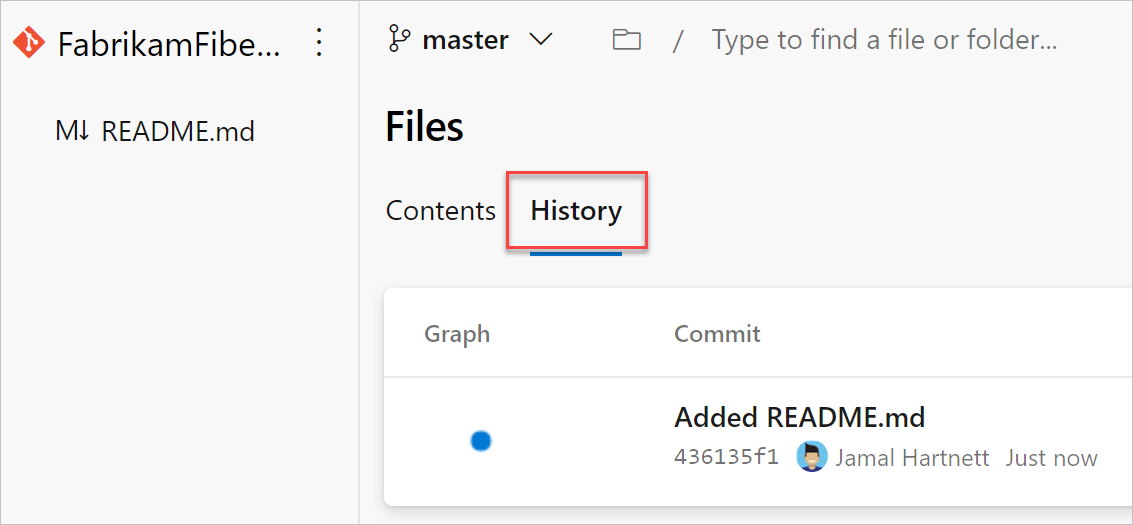 FabrikamFibe...
master
/
Type to find a file or folder...
M↓ README.md
Files
Contents
History
Graph
Commit
Added README.md
436135f1 Jamal Hartnett Just now